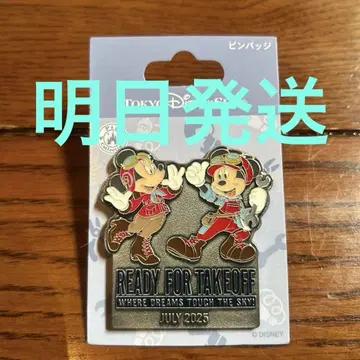 ピンバッジ
TOKYO DISNEY
明日発送
READY FOR TAKEOFF
WHERE DREAMS TOUCH THE SKY!
JULY 2025
© DISNEY